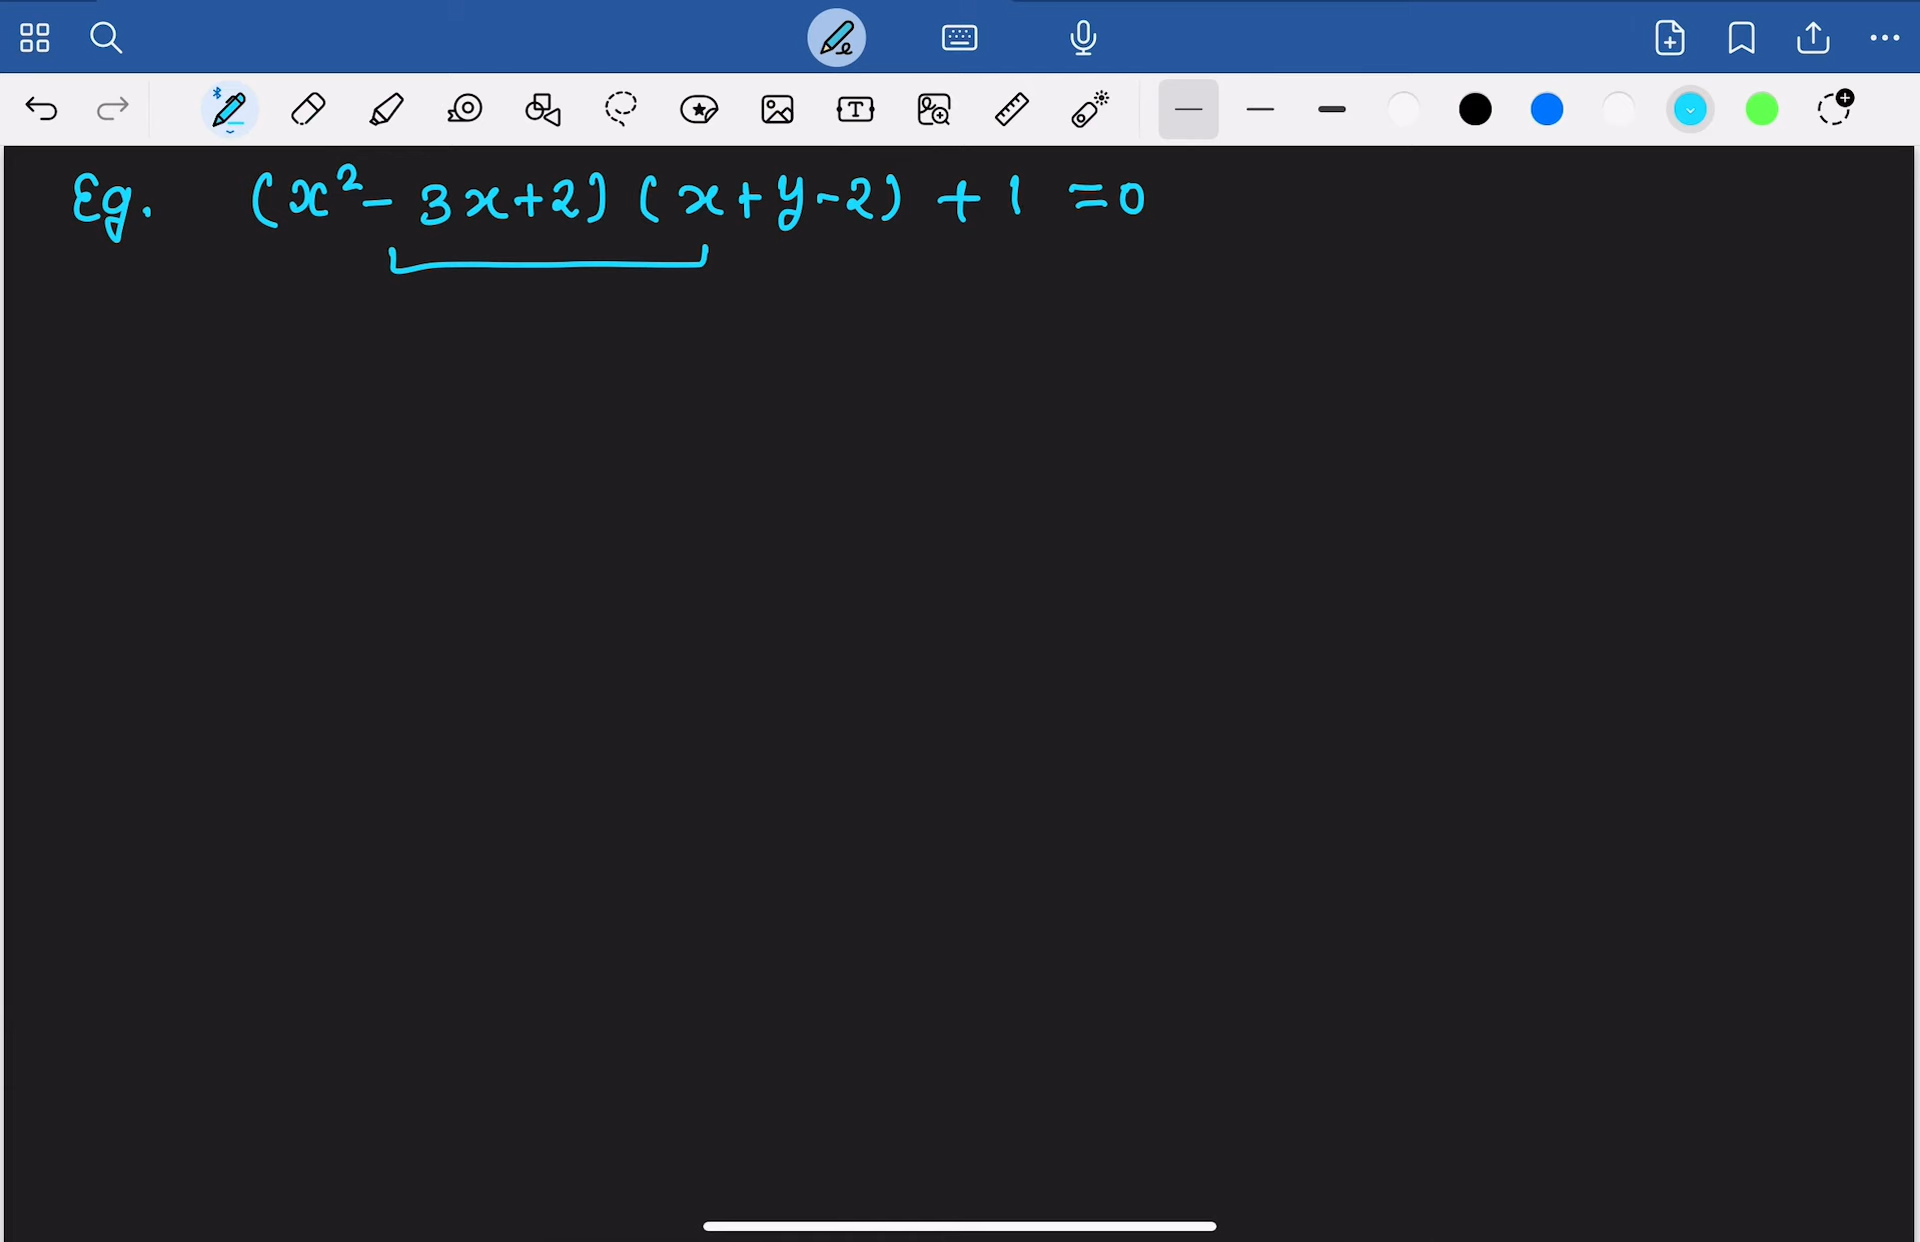 Eg. (x²- 3x+2) (x+y-2) + 1 =0